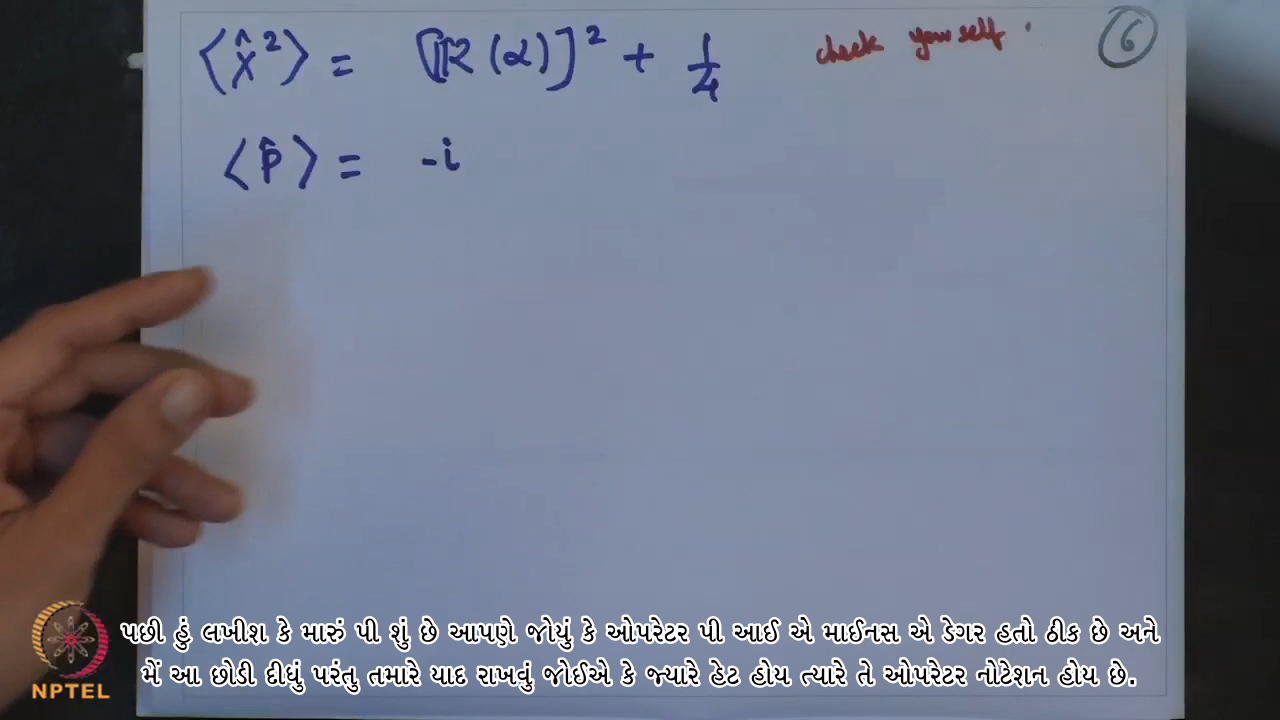 ⟨X̂²⟩ = [ℝ(α)]² + 1/4 check yourself. 6
⟨P̂⟩ = -i
પછી હું લખીશ કે મારું પી શું છે આપણે જોયું કે ઓપરેટર પી આઈ એ માઈનસ એ ડેગર હતો ઠીક છે અને
મેં આ છોડી દીધું પરંતુ તમારે યાદ રાખવું જોઈએ કે જ્યારે હેટ હોય ત્યારે તે ઓપરેટર નોટેશન હોય છે.
NPTEL